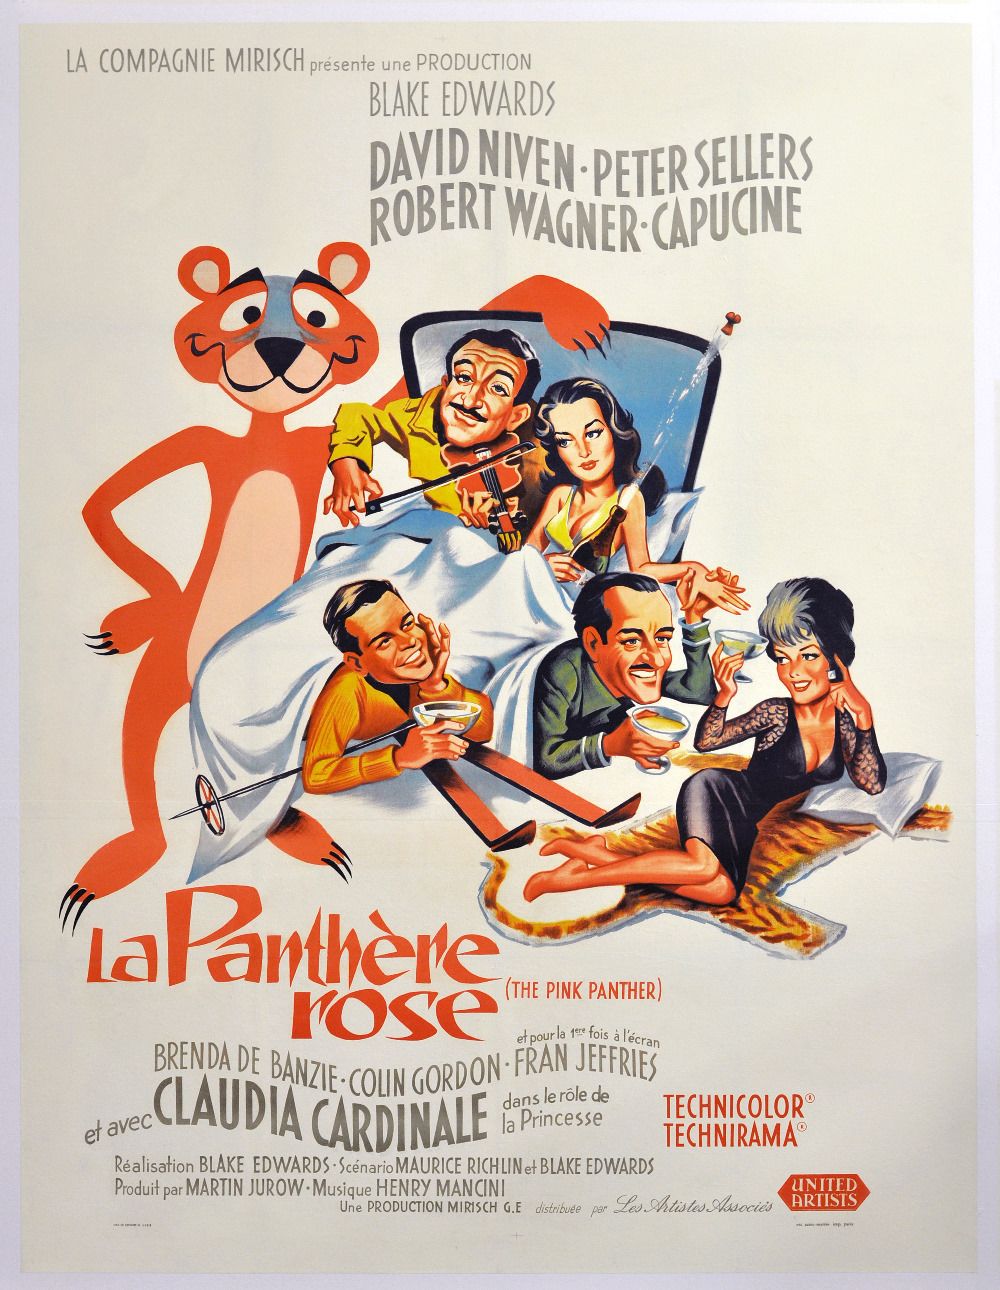 LA COMPAGNIE MIRISCH présente une PRODUCTION
BLAKE EDWARDS
DAVID NIVEN · PETER SELLERS
ROBERT WAGNER · CAPUCINE
La Panthère
rose
(THE PINK PANTHER)
et pour la 1ère fois à l'écran
BRENDA DE BANZIE · COLIN GORDON · FRAN JEFFRIES
et avec CLAUDIA CARDINALE dans le rôle de
la Princesse
TECHNICOLOR®
TECHNIRAMA®
Réalisation BLAKE EDWARDS · Scénario MAURICE RICHLIN et BLAKE EDWARDS
Produit par MARTIN JUROW · Musique HENRY MANCINI
Une PRODUCTION MIRISCH G.E distribuée par Les Artistes Associés
UNITED
ARTISTS